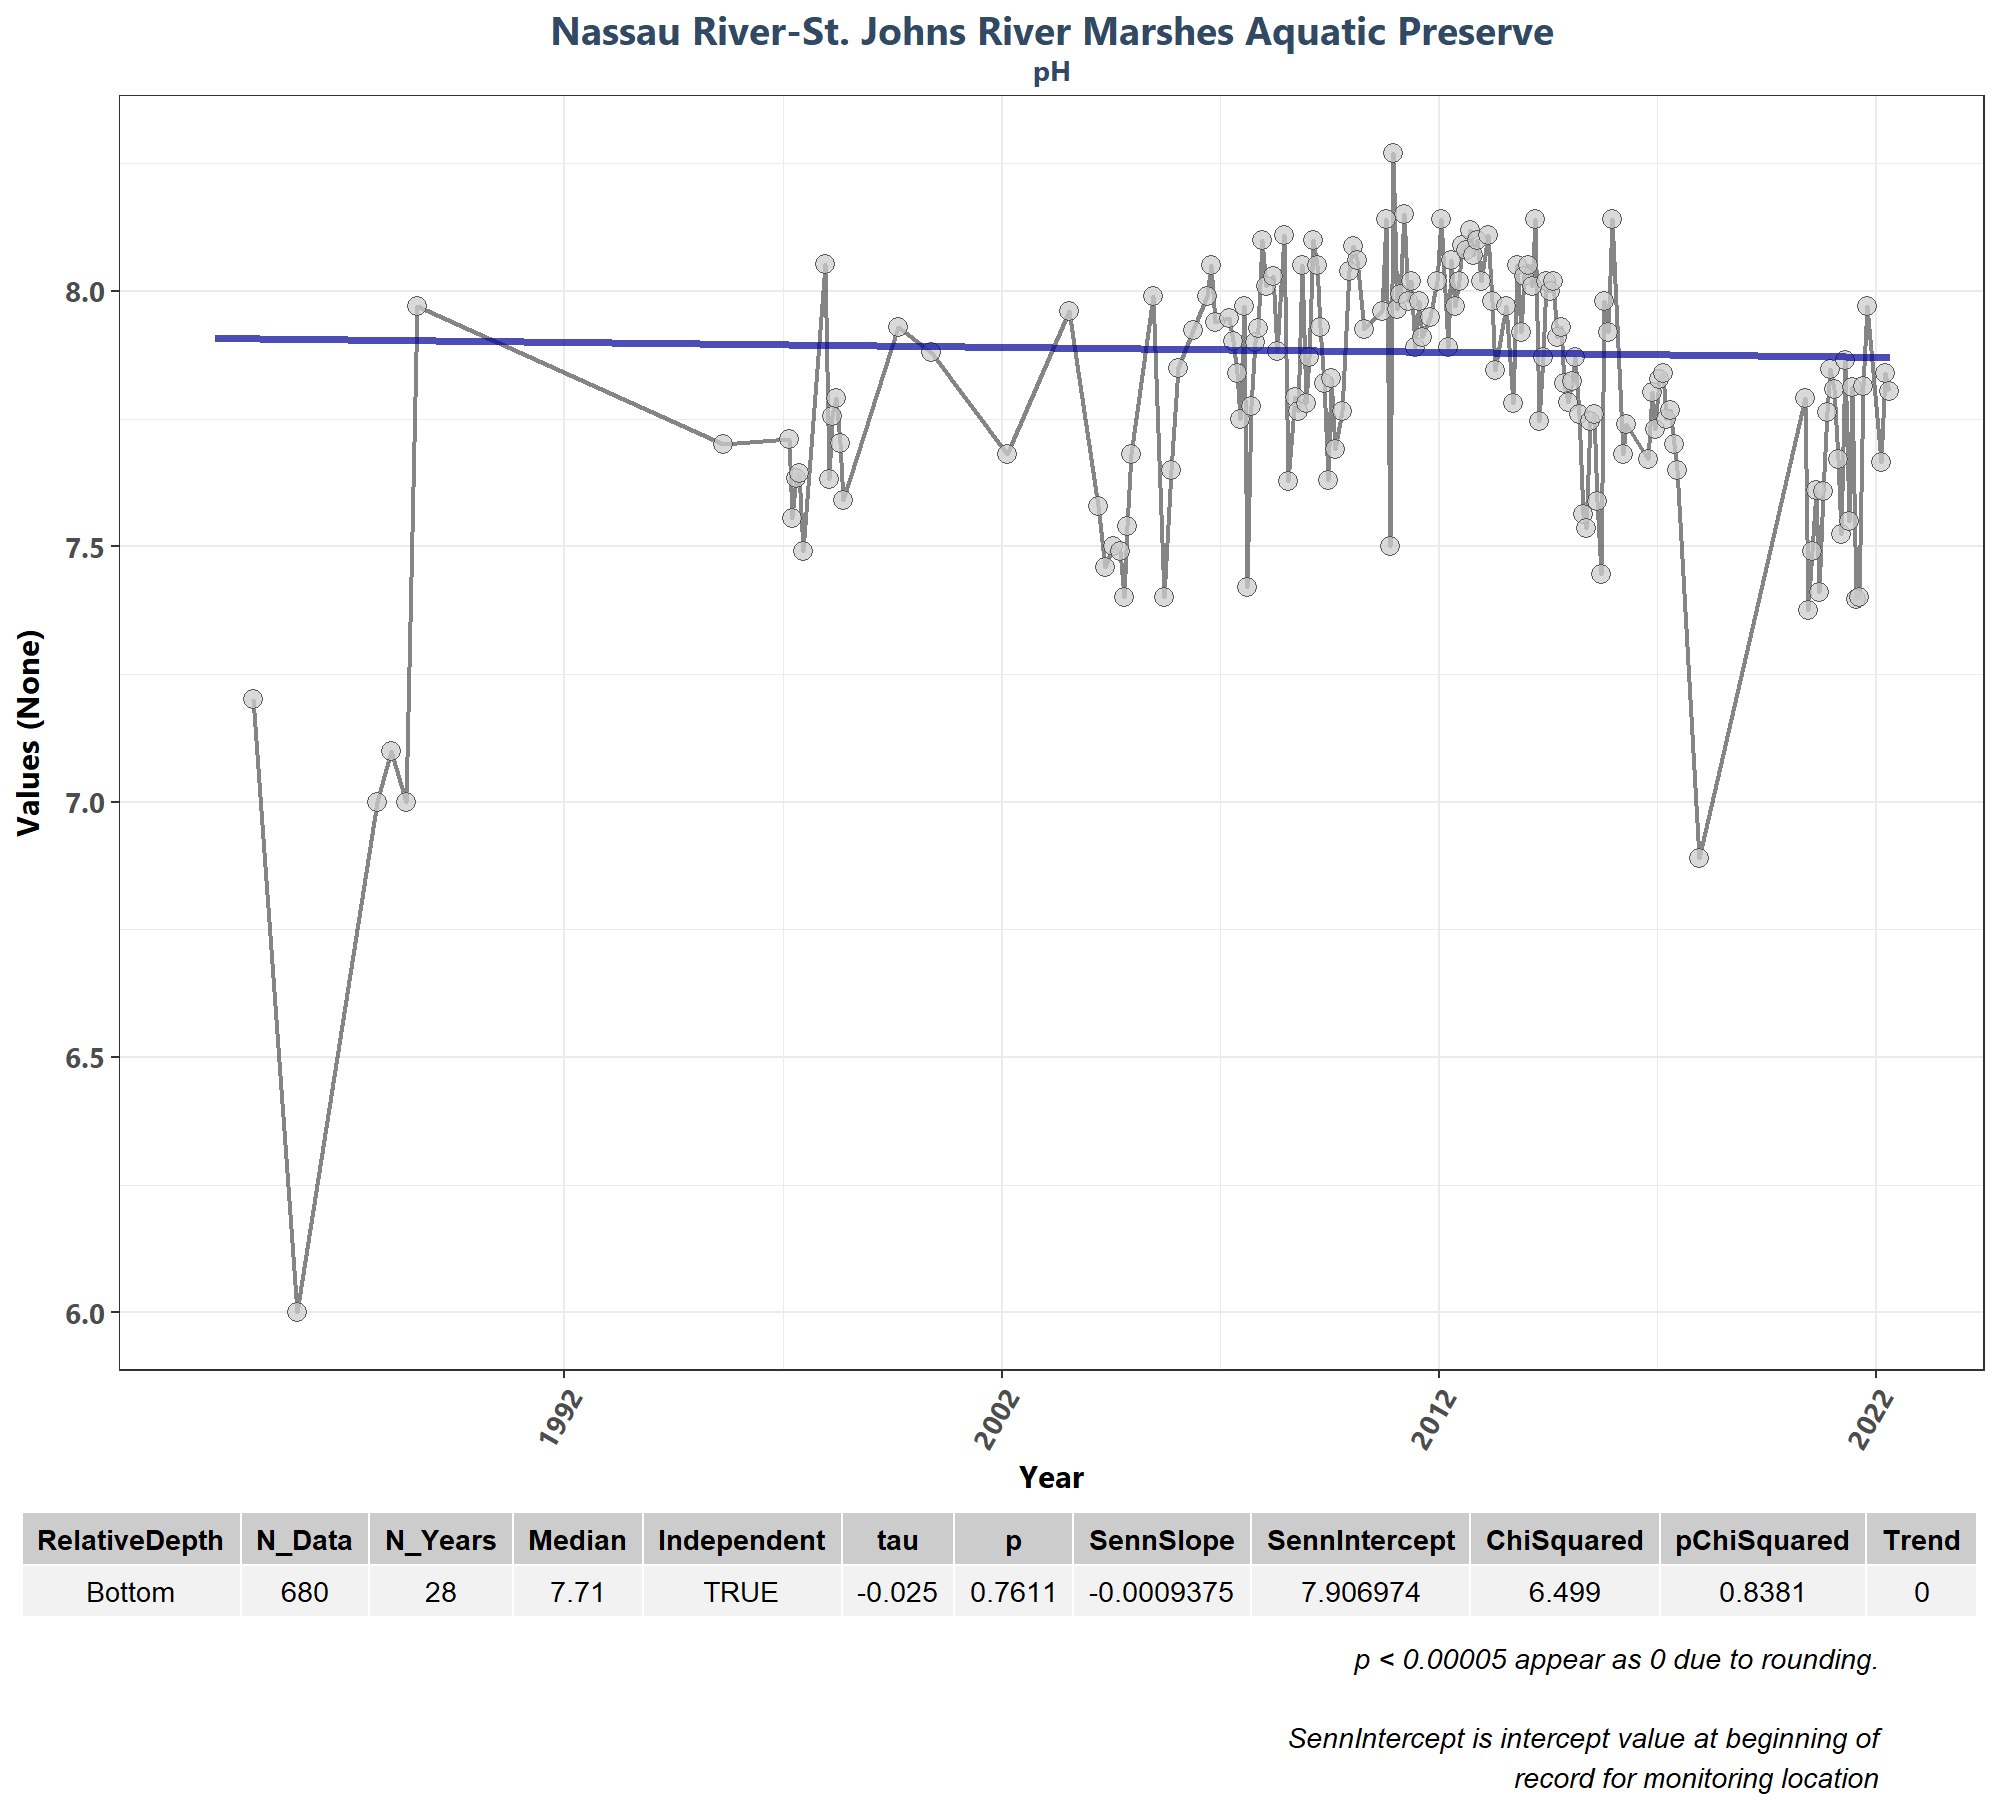 Nassau River-St. Johns River Marshes Aquatic Preserve
pH
8.0
7.5
7.0
6.5
6.0
Values (None)
1992
2002
2012
2022
Year
RelativeDepth N_Data N_Years Median Independent tau p SennSlope SennIntercept ChiSquared pChiSquared Trend
Bottom 680 28 7.71 TRUE -0.025 0.7611 -0.0009375 7.906974 6.499 0.8381 0
p < 0.00005 appear as 0 due to rounding.
SennIntercept is intercept value at beginning of
record for monitoring location